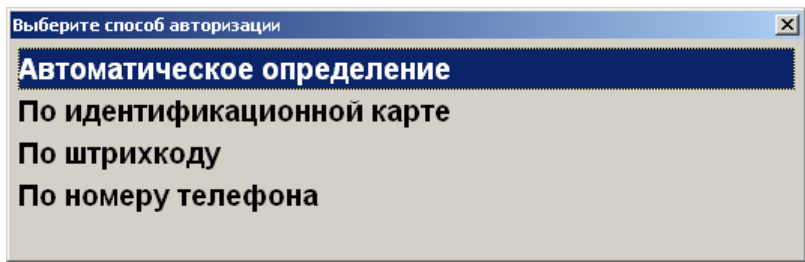 Выберите способ авторизации
Автоматическое определение
По идентификационной карте
По штрихкоду
По номеру телефона